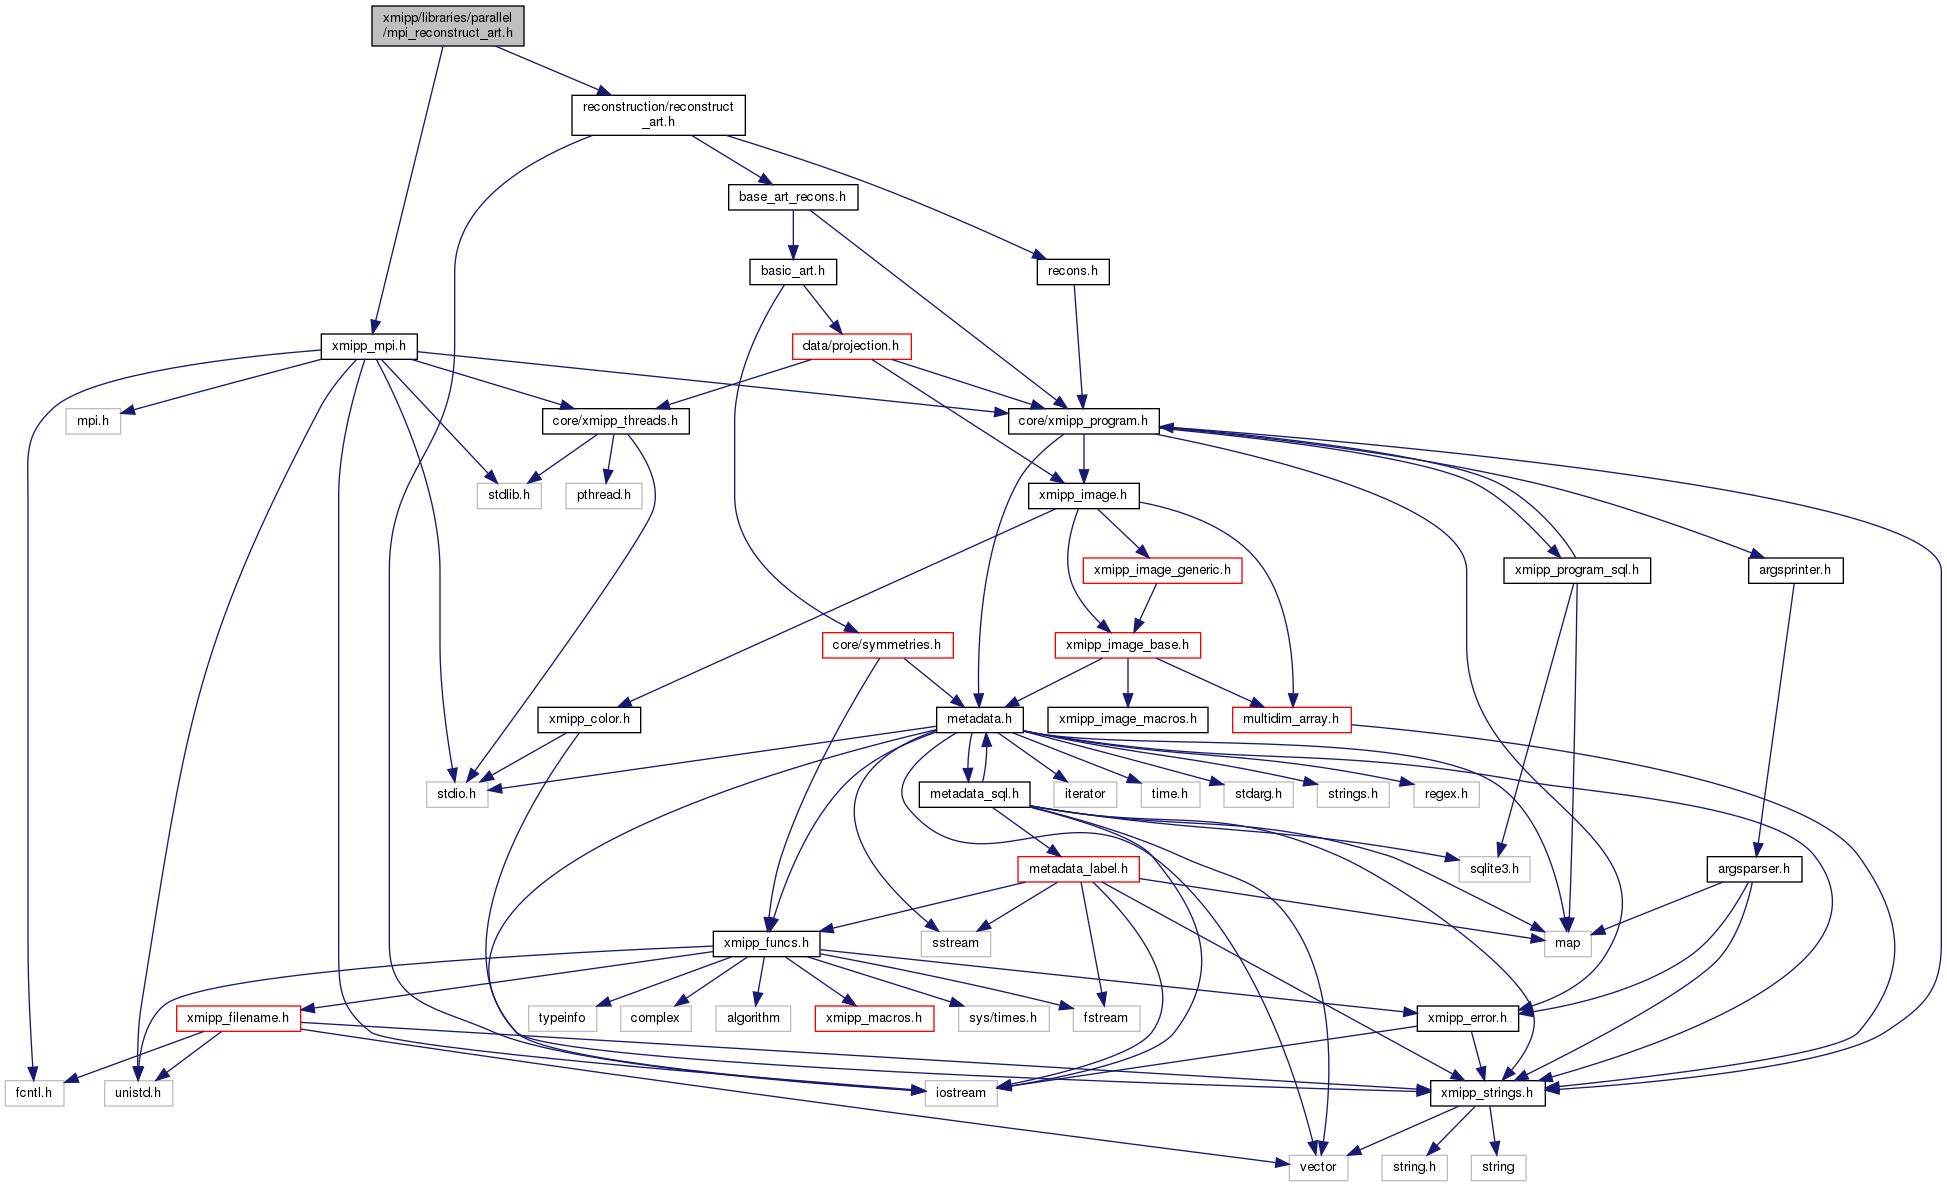 xmipp/libraries/parallel
/mpi_reconstruct_art.h
reconstruction/reconstruct
_art.h
base_art_recons.h
basic_art.h
recons.h
xmipp_mpi.h
data/projection.h
mpi.h
core/xmipp_threads.h
core/xmipp_program.h
stdlib.h
pthread.h
xmipp_image.h
xmipp_image_generic.h
xmipp_program_sql.h
argsprinter.h
core/symmetries.h
xmipp_image_base.h
xmipp_color.h
metadata.h
xmipp_image_macros.h
multidim_array.h
stdio.h
metadata_sql.h
iterator
time.h
stdarg.h
strings.h
regex.h
metadata_label.h
sqlite3.h
argsparser.h
xmipp_funcs.h
sstream
map
xmipp_filename.h
typeinfo
complex
algorithm
xmipp_macros.h
sys/times.h
fstream
xmipp_error.h
fcntl.h
unistd.h
iostream
xmipp_strings.h
vector
string.h
string